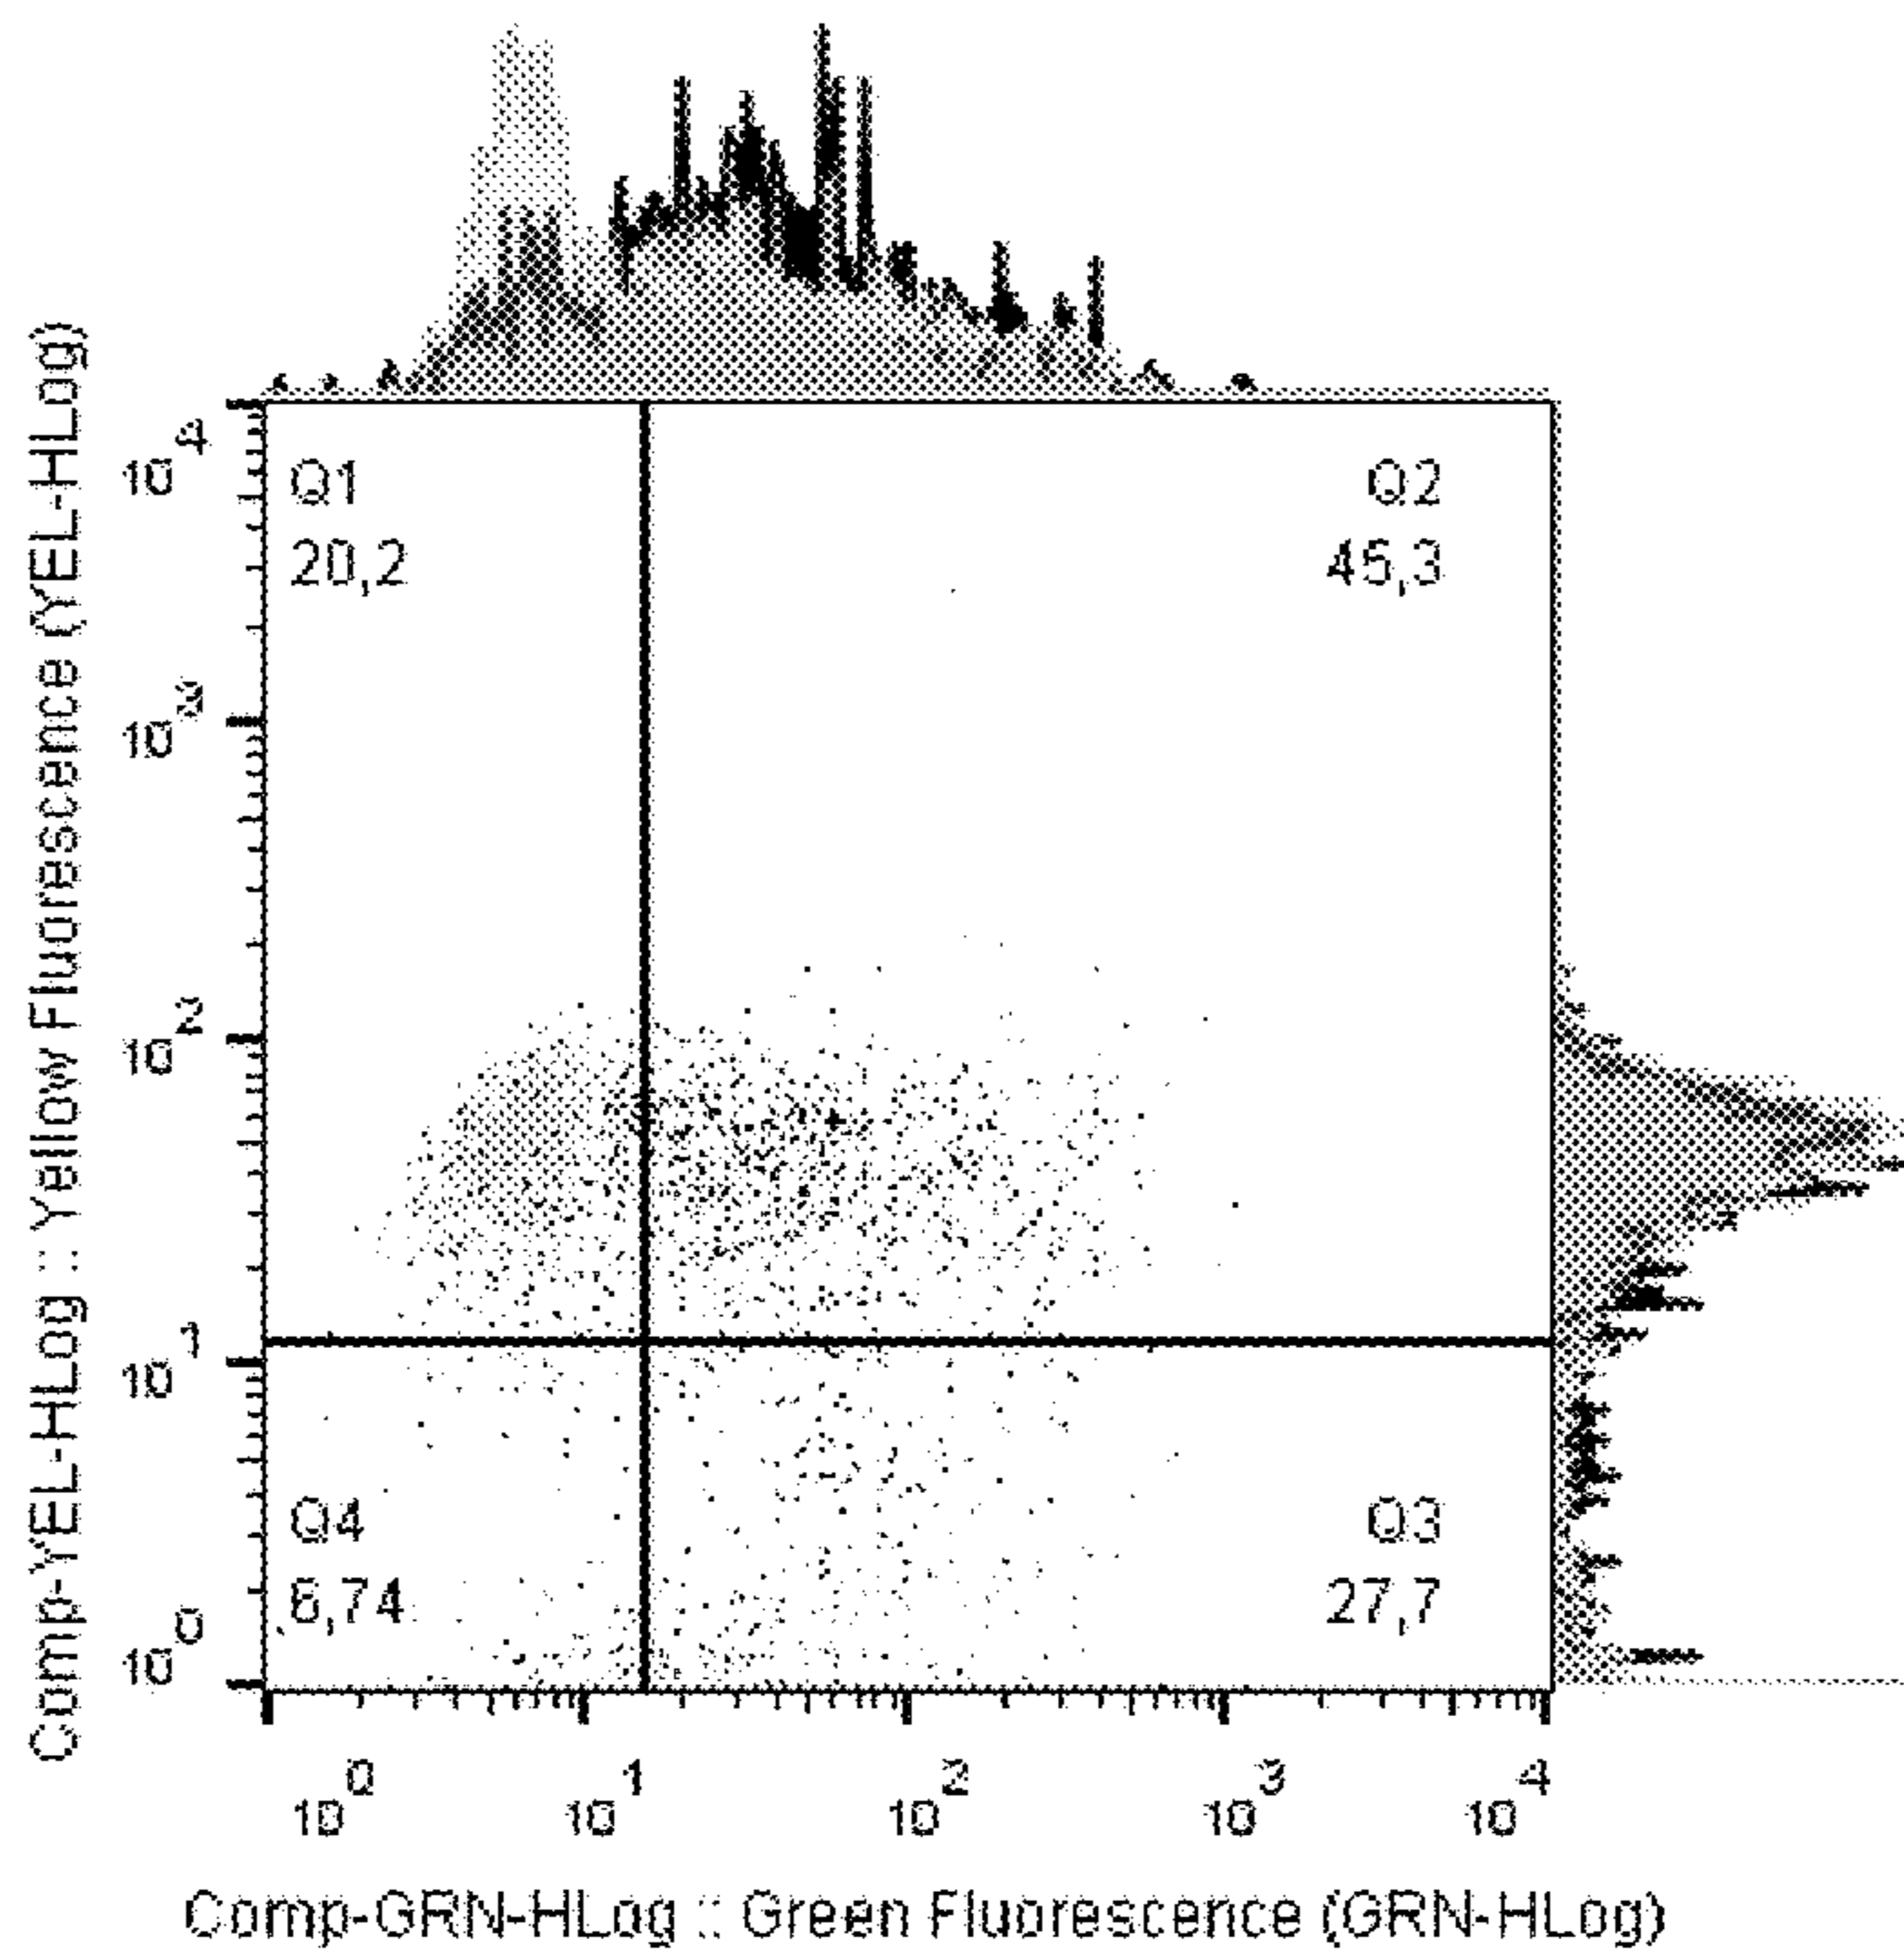 Comp-YEL-HLog :: Yellow Fluorescence (YEL-HLog)
10^4
10^3
10^2
10^1
10^0
Q1
20,2
Q2
45,3
Q4
6,74
Q3
27,7
10^0 10^1 10^2 10^3 10^4
Comp-GRN-HLog :: Green Fluorescence (GRN-HLog)